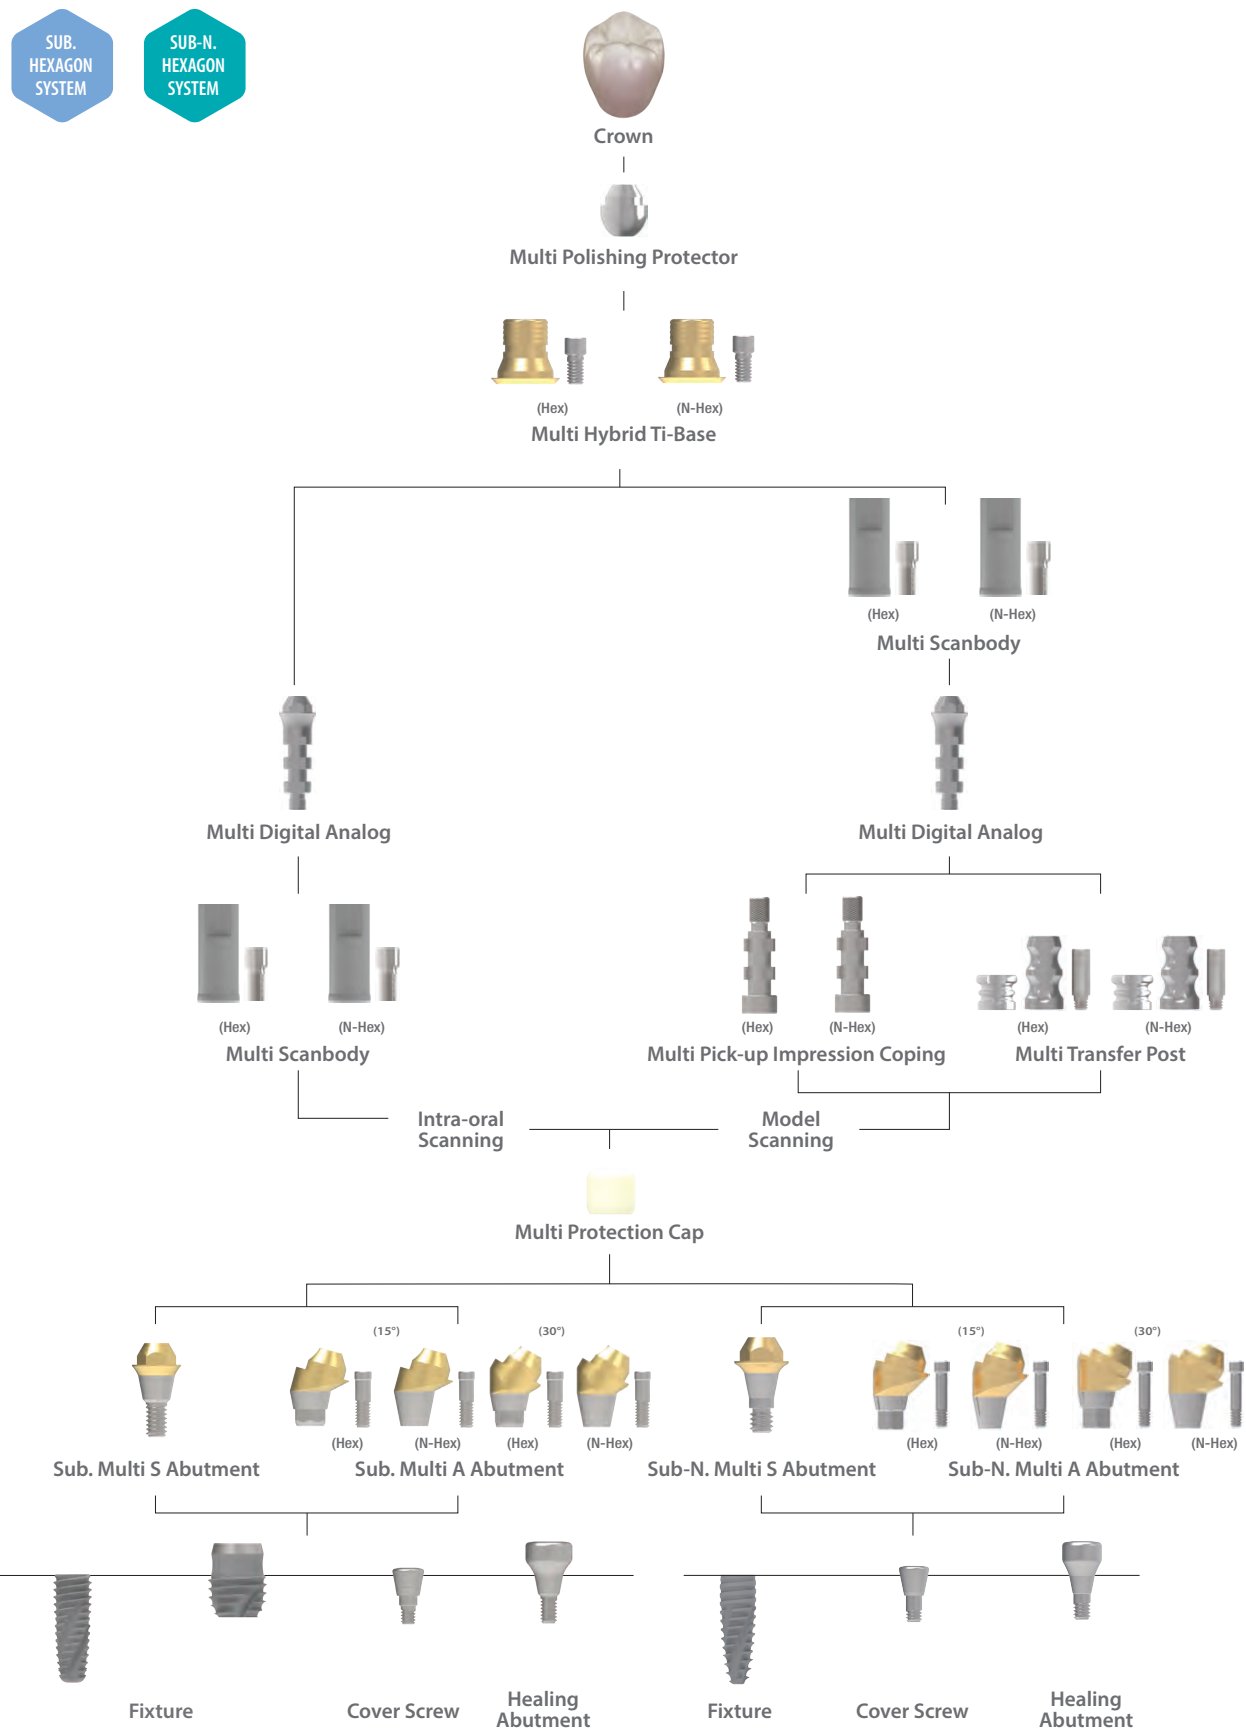 SUB.
HEXAGON
SYSTEM
SUB-N.
HEXAGON
SYSTEM
Crown
Multi Polishing Protector
(Hex) (N-Hex)
Multi Hybrid Ti-Base
(Hex) (N-Hex)
Multi Scanbody
Multi Digital Analog
Multi Digital Analog
(Hex) (N-Hex)
Multi Scanbody
(Hex) (N-Hex)
Multi Pick-up Impression Coping
(Hex) (N-Hex)
Multi Transfer Post
Intra-oral
Scanning
Model
Scanning
Multi Protection Cap
(15°) (30°)
(Hex) (N-Hex) (Hex) (N-Hex)
Sub. Multi S Abutment
Sub. Multi A Abutment
(15°) (30°)
(Hex) (N-Hex) (Hex) (N-Hex)
Sub-N. Multi S Abutment
Sub-N. Multi A Abutment
Fixture
Cover Screw
Healing
Abutment
Fixture
Cover Screw
Healing
Abutment